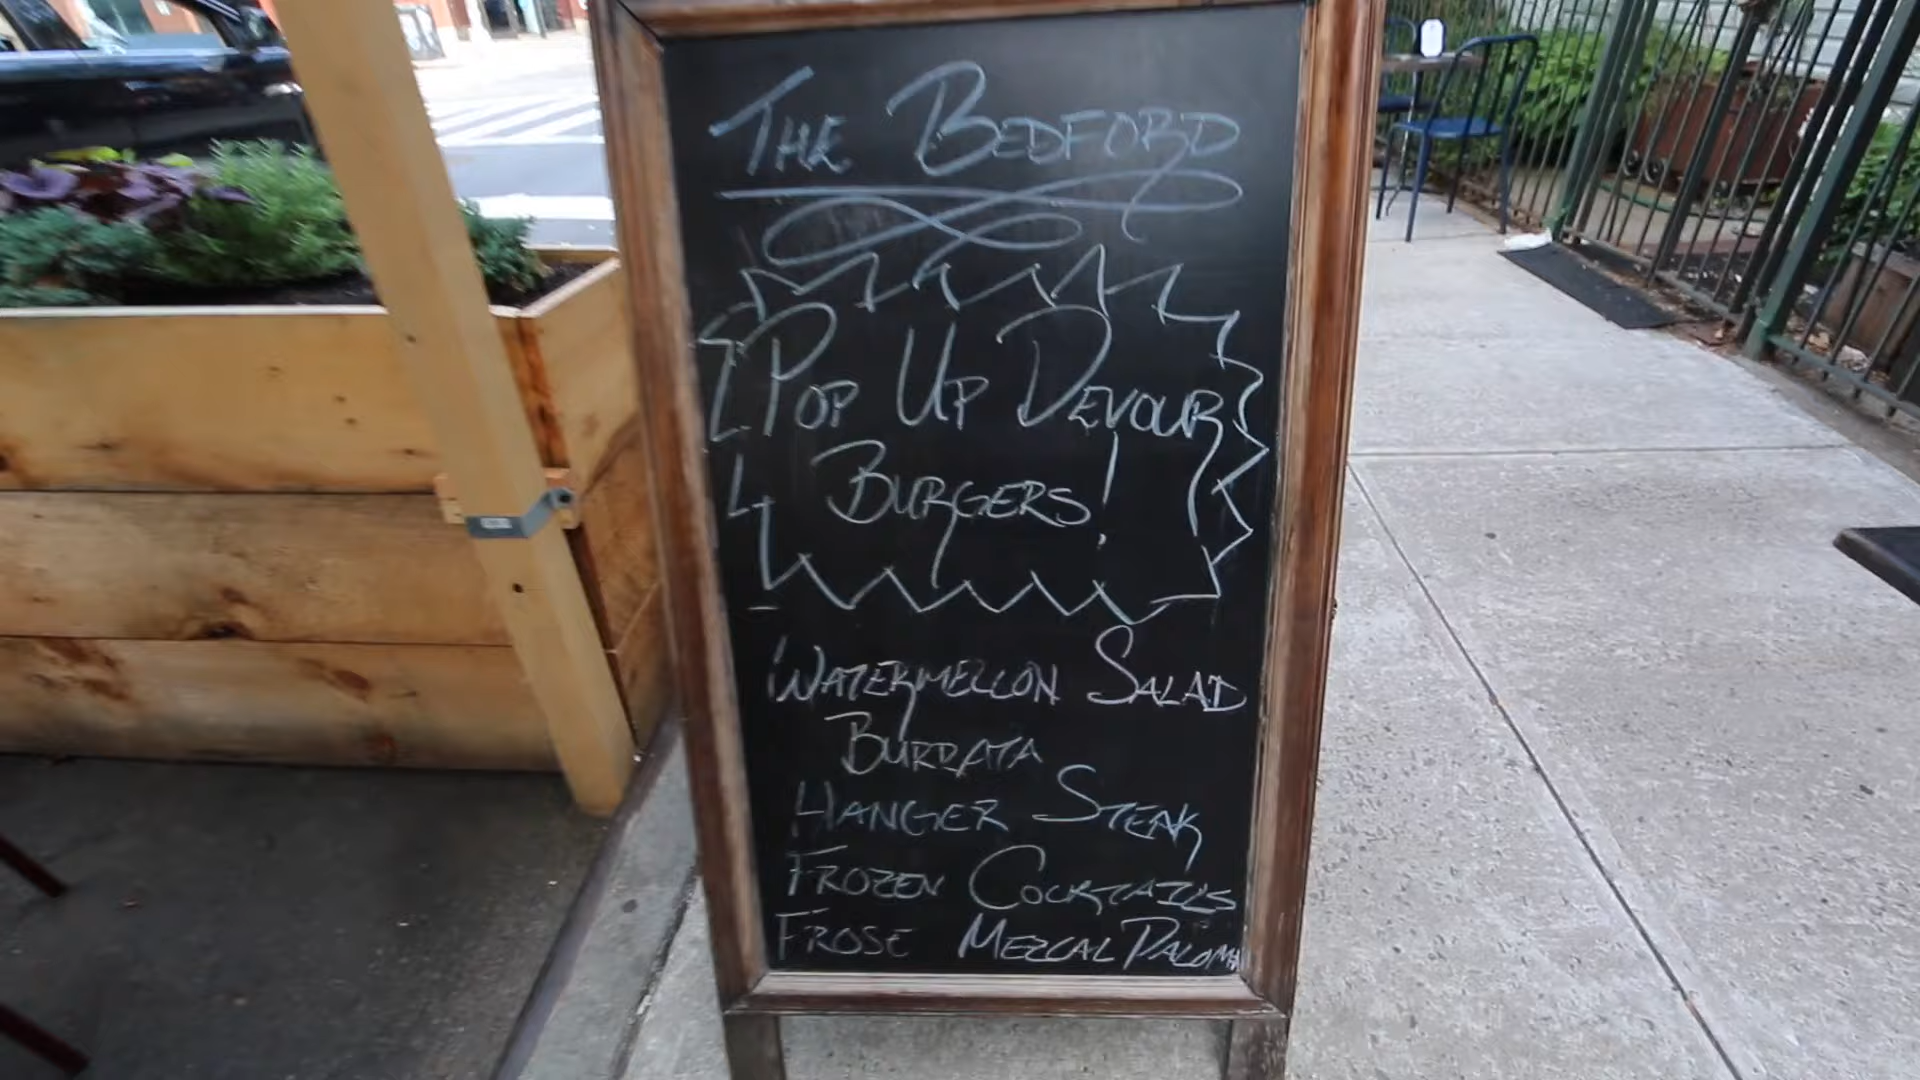 THE BEDFORD
POP UP DEVOUR
BURGERS!
WATERMELLON SALAD
BURRATA
HANGER STEAK
FROZEN COCKTAILS
FROSE MEZCAL PALOMA